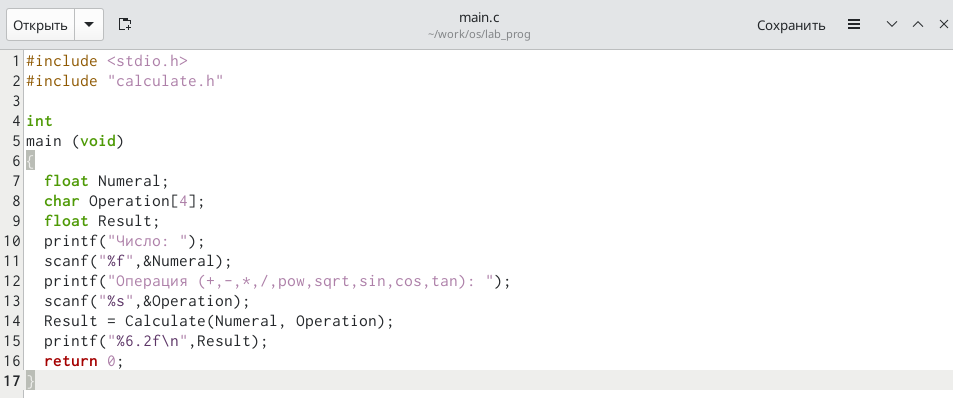 Открыть
main.c
~/work/os/lab_prog
Сохранить
1 #include <stdio.h>
2 #include "calculate.h"
3
4 int
5 main (void)
6 {
7   float Numeral;
8   char Operation[4];
9   float Result;
10   printf("Число: ");
11   scanf("%f",&Numeral);
12   printf("Операция (+,-,*,/,pow,sqrt,sin,cos,tan): ");
13   scanf("%s",&Operation);
14   Result = Calculate(Numeral, Operation);
15   printf("%6.2f\n",Result);
16   return 0;
17 }